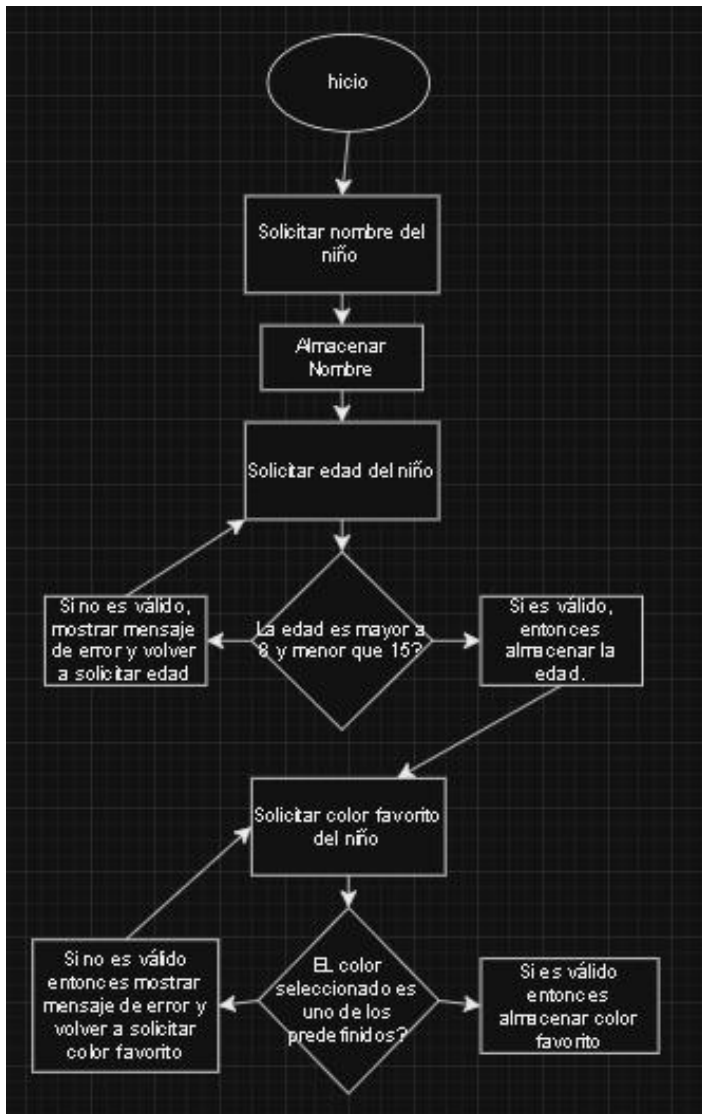 Inicio
Solicitar nombre del
niño
Almacenar
Nombre
Solicitar edad del niño
Si no es válido,
mostrar mensaje
de error y volver
a solicitar edad
La edad es mayor a
8 y menor que 15?
Si es válido,
entonces
almacenar la
edad.
Solicitar color favorito
del niño
Si no es válido
entonces mostrar
mensaje de error y
volver a solicitar
color favorito
EL color
seleccionado es
uno de los
predefinidos?
Si es válido
entonces
almacenar color
favorito